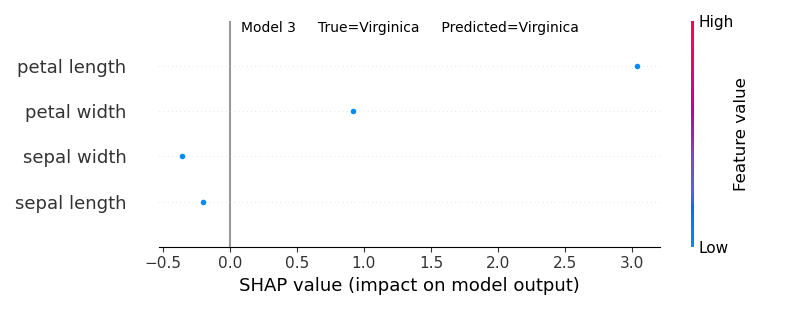 Model 3 True=Virginica Predicted=Virginica
High
petal length
petal width
sepal width
sepal length
Feature value
Low
−0.5 0.0 0.5 1.0 1.5 2.0 2.5 3.0
SHAP value (impact on model output)